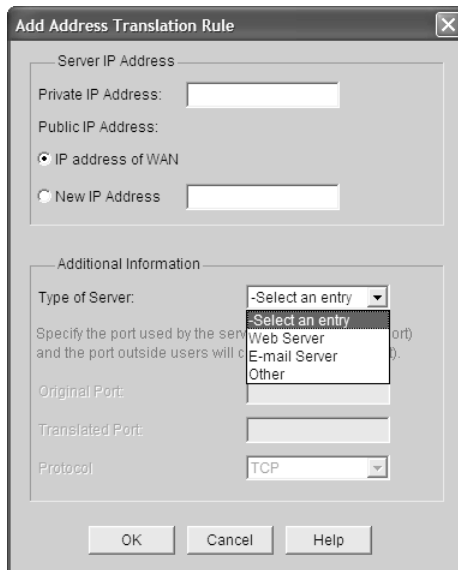 Add Address Translation Rule
Server IP Address
Private IP Address:
Public IP Address:
IP address of WAN
New IP Address
Additional Information
Type of Server:
-Select an entry
-Select an entry
Web Server
E-mail Server
Other
Specify the port used by the ort)
and the port outside users will ).
Original Port:
Translated Port:
Protocol
TCP
OK
Cancel
Help